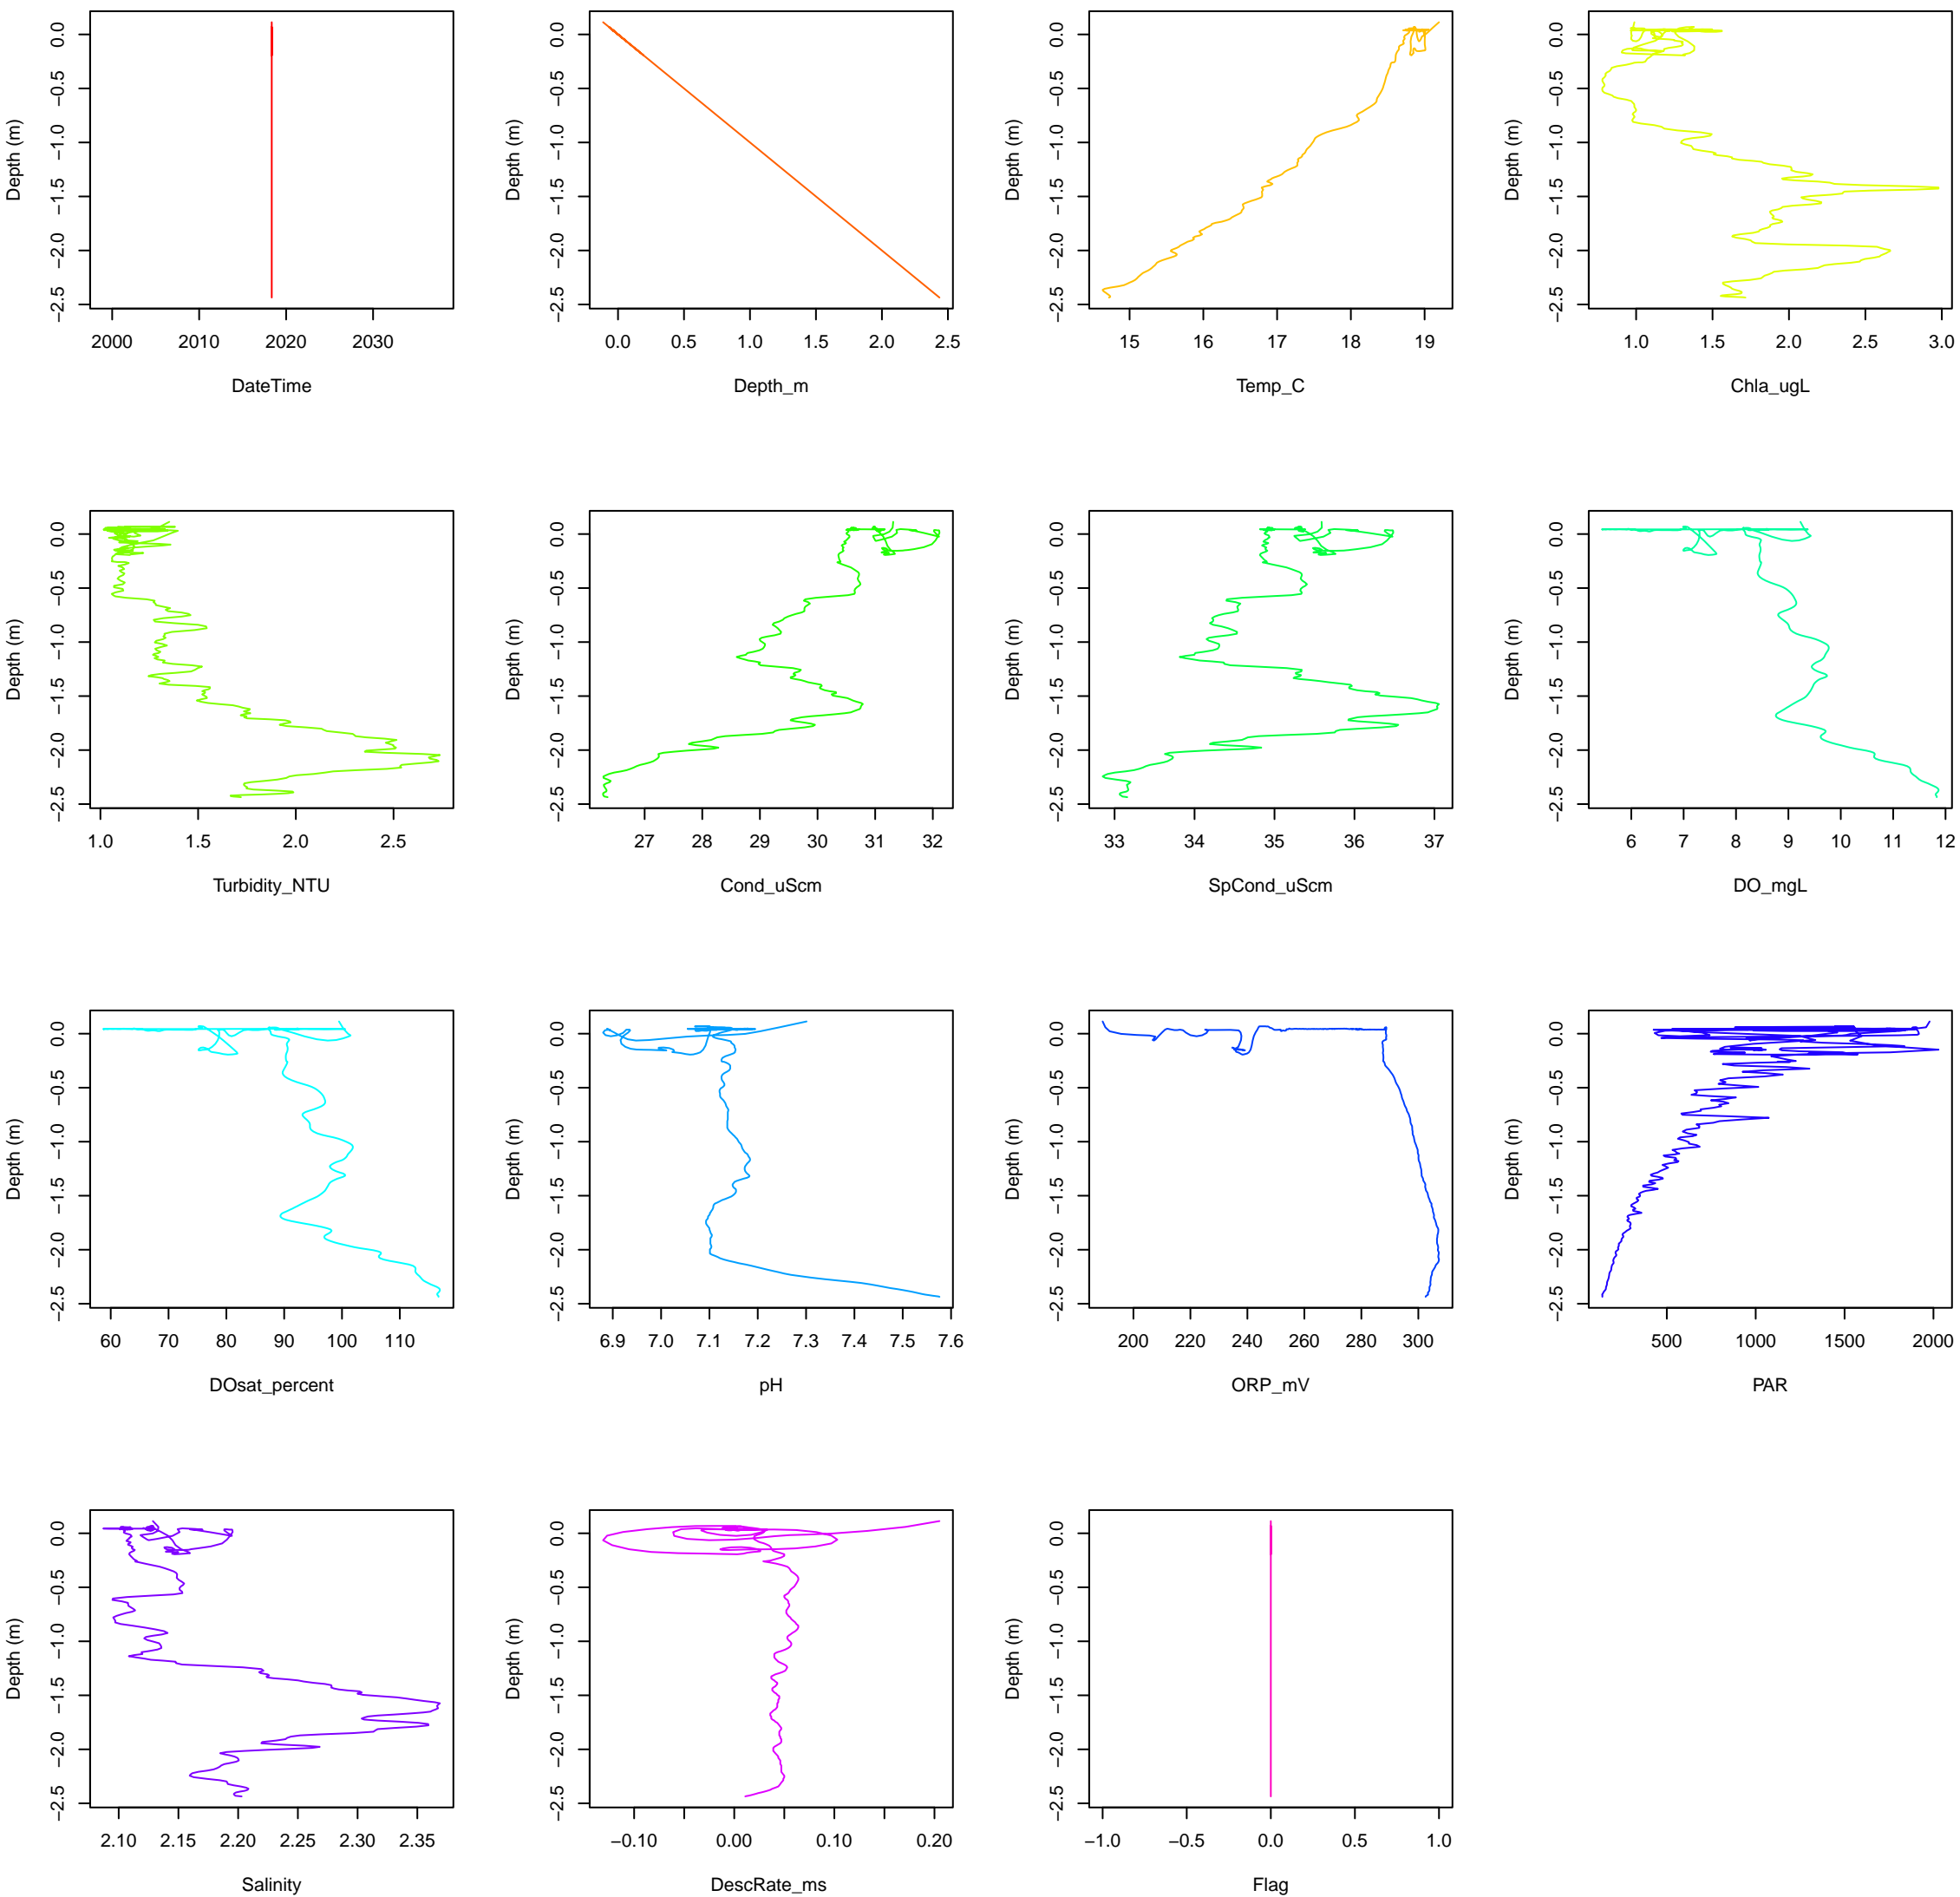 Depth (m)
0.0
−0.5
−1.0
−1.5
−2.0
−2.5
2000 2010 2020 2030
DateTime
Depth (m)
0.0
−0.5
−1.0
−1.5
−2.0
−2.5
0.0 0.5 1.0 1.5 2.0 2.5
Depth_m
Depth (m)
0.0
−0.5
−1.0
−1.5
−2.0
−2.5
15 16 17 18 19
Temp_C
Depth (m)
0.0
−0.5
−1.0
−1.5
−2.0
−2.5
1.0 1.5 2.0 2.5 3.0
Chla_ugL
Depth (m)
0.0
−0.5
−1.0
−1.5
−2.0
−2.5
1.0 1.5 2.0 2.5
Turbidity_NTU
Depth (m)
0.0
−0.5
−1.0
−1.5
−2.0
−2.5
27 28 29 30 31 32
Cond_uScm
Depth (m)
0.0
−0.5
−1.0
−1.5
−2.0
−2.5
33 34 35 36 37
SpCond_uScm
Depth (m)
0.0
−0.5
−1.0
−1.5
−2.0
−2.5
6 7 8 9 10 11 12
DO_mgL
Depth (m)
0.0
−0.5
−1.0
−1.5
−2.0
−2.5
60 70 80 90 100 110
DOsat_percent
Depth (m)
0.0
−0.5
−1.0
−1.5
−2.0
−2.5
6.9 7.0 7.1 7.2 7.3 7.4 7.5 7.6
pH
Depth (m)
0.0
−0.5
−1.0
−1.5
−2.0
−2.5
200 220 240 260 280 300
ORP_mV
Depth (m)
0.0
−0.5
−1.0
−1.5
−2.0
−2.5
500 1000 1500 2000
PAR
Depth (m)
0.0
−0.5
−1.0
−1.5
−2.0
−2.5
2.10 2.15 2.20 2.25 2.30 2.35
Salinity
Depth (m)
0.0
−0.5
−1.0
−1.5
−2.0
−2.5
−0.10 0.00 0.10 0.20
DescRate_ms
Depth (m)
0.0
−0.5
−1.0
−1.5
−2.0
−2.5
−1.0 −0.5 0.0 0.5 1.0
Flag